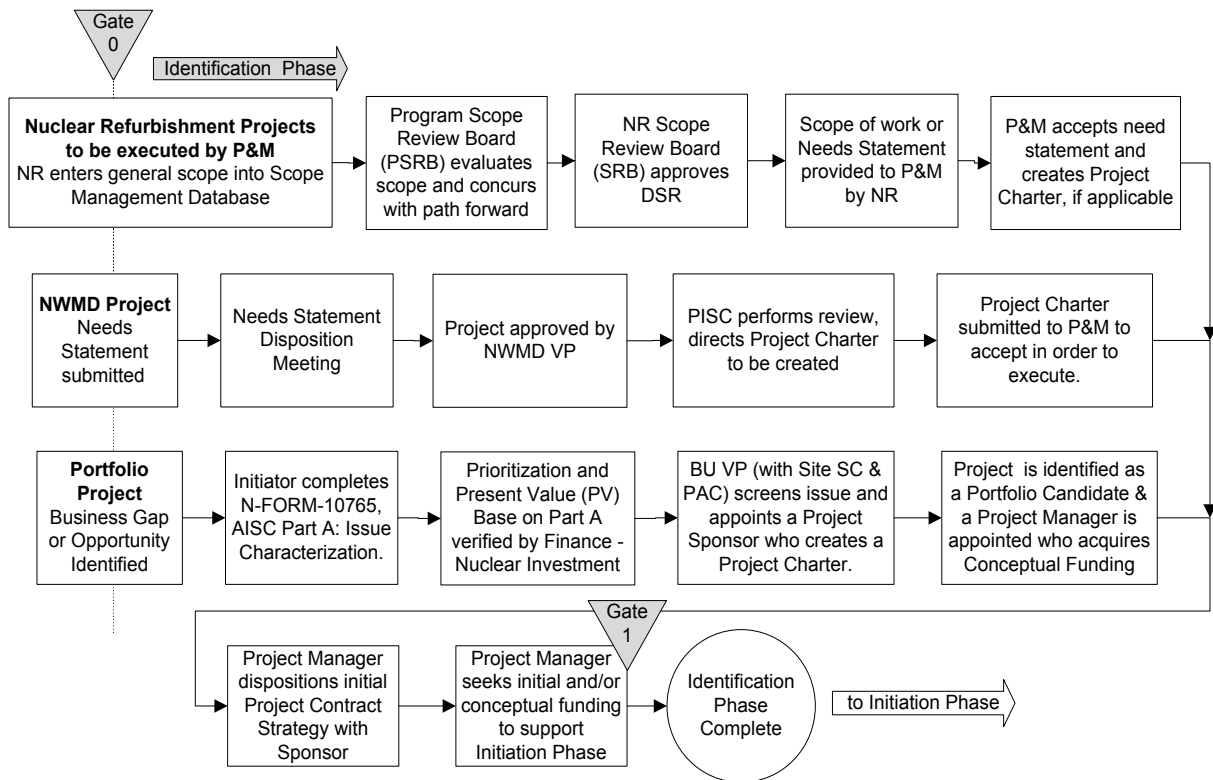 Gate
0
Identification Phase
Nuclear Refurbishment Projects
to be executed by P&M
NR enters general scope into Scope
Management Database
Program Scope
Review Board (PSRB) evaluates
scope and concurs
with path forward
NR Scope
Review Board
(SRB) approves
DSR
Scope of work or
Needs Statement
provided to P&M
by NR
P&M accepts need
statement and
creates Project
Charter, if applicable
NWMD Project
Needs
Statement
submitted
Needs Statement
Disposition
Meeting
Project approved by
NWMD VP
PISC performs review,
directs Project Charter
to be created
Project Charter
submitted to P&M to
accept in order to
execute.
Portfolio
Project
Business Gap
or Opportunity
Identified
Initiator completes
N-FORM-10765,
AISC Part A: Issue
Characterization.
Prioritization and
Present Value (PV)
Base on Part A
verified by Finance -
Nuclear Investment
BU VP (with Site SC &
PAC) screens issue and
appoints a Project
Sponsor who creates a
Project Charter.
Project is identified as
a Portfolio Candidate &
a Project Manager is
appointed who acquires
Conceptual Funding
Gate
1
Project Manager
dispositions initial
Project Contract
Strategy with
Sponsor
Project Manager
seeks initial and/or
conceptual funding
to support
Initiation Phase
Identification
Phase
Complete
to Initiation Phase